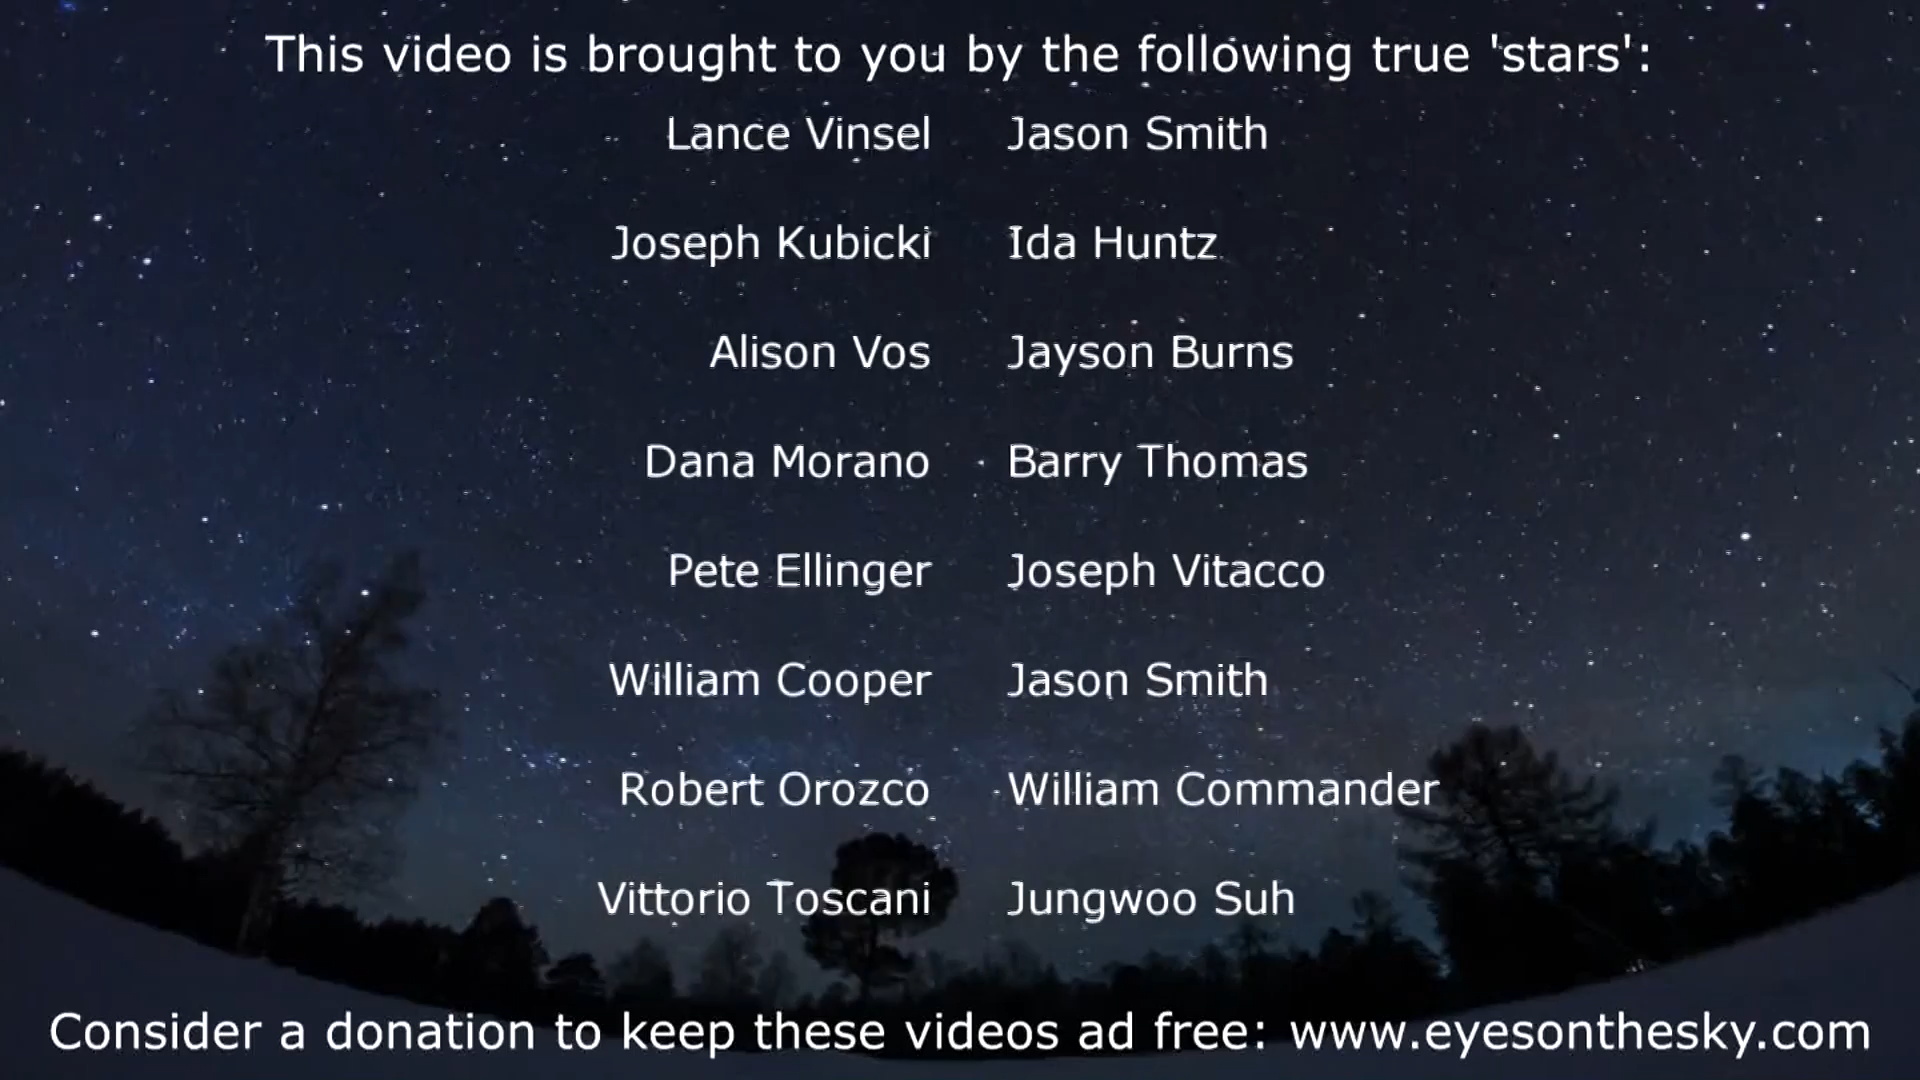 This video is brought to you by the following true 'stars':
Lance Vinsel Jason Smith
Joseph Kubicki Ida Huntz
Alison Vos Jayson Burns
Dana Morano Barry Thomas
Pete Ellinger Joseph Vitacco
William Cooper Jason Smith
Robert Orozco William Commander
Vittorio Toscani Jungwoo Suh
Consider a donation to keep these videos ad free: www.eyesonthesky.com